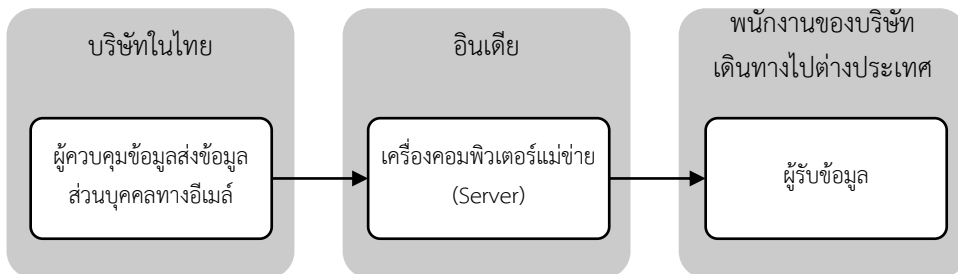 บริษัทในไทย
ผู้ควบคุมข้อมูลส่งข้อมูล
ส่วนบุคคลทางอีเมล์
อินเดีย
เครื่องคอมพิวเตอร์แม่ข่าย
(Server)
พนักงานของบริษัท
เดินทางไปต่างประเทศ
ผู้รับข้อมูล